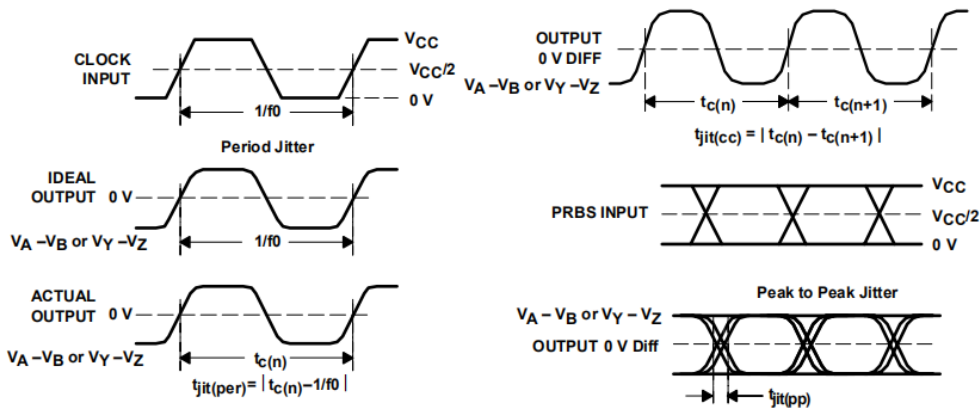 CLOCK
INPUT
VCC
VCC/2
0 V
1/f0
Period Jitter
IDEAL
OUTPUT 0 V
VA –VB or VY –VZ
1/f0
ACTUAL
OUTPUT 0 V
VA –VB or VY –VZ
tc(n)
tjit(per)= | tc(n)–1/f0 |
OUTPUT
0 V DIFF
VA –VB or VY –VZ
tc(n)
tc(n+1)
tjit(cc) = | tc(n) – tc(n+1) |
PRBS INPUT
VCC
VCC/2
0 V
Peak to Peak Jitter
VA – VB or VY – VZ
OUTPUT 0 V Diff
tjit(pp)